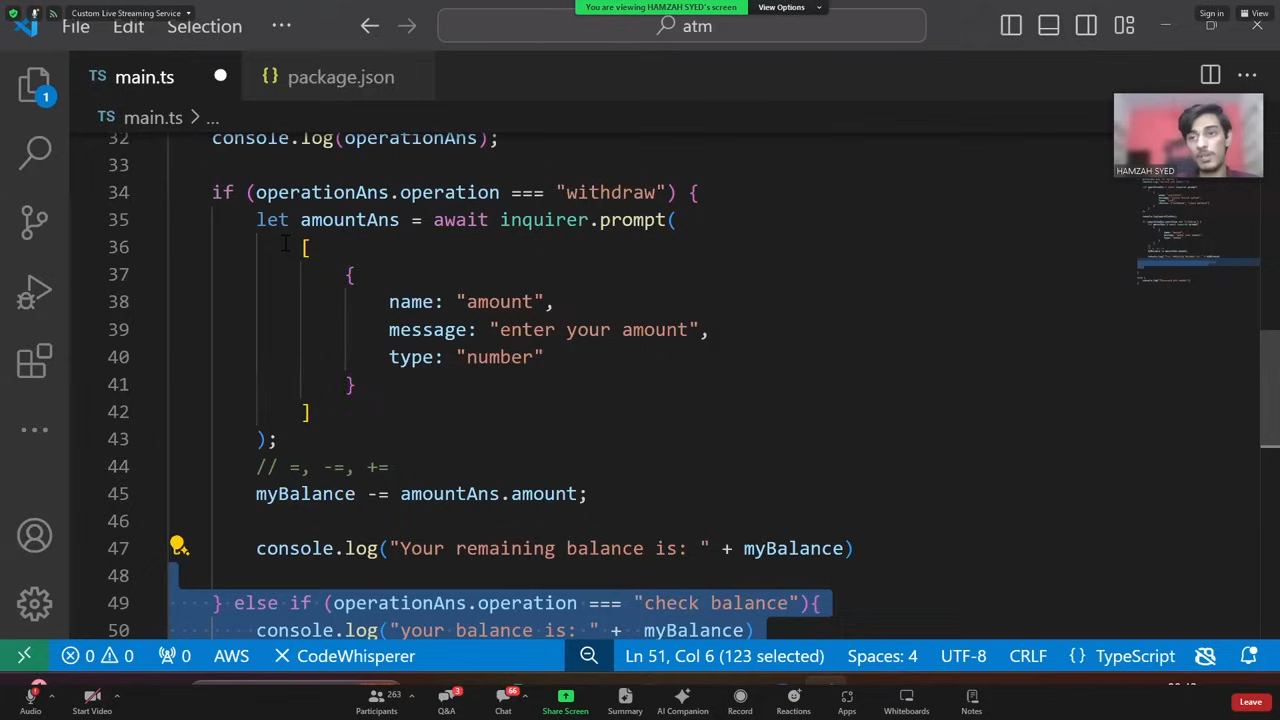 Custom Live Streaming Service
You are viewing HAMZAH SYED's screen
View Options
Sign in
View
File Edit Selection ...
atm
TS main.ts
{} package.json
1
TS main.ts > ...
HAMZAH SYED
32 console.log(operationAns);
33
34 if (operationAns.operation === "withdraw") {
35 let amountAns = await inquirer.prompt(
36 [
37 {
38 name: "amount",
39 message: "enter your amount",
40 type: "number"
41 }
42 ]
43 );
44 // =, -=, +=
45 myBalance -= amountAns.amount;
46
47 console.log("Your remaining balance is: " + myBalance)
48
49 } else if (operationAns.operation === "check balance"){
50 console.log("your balance is: " + myBalance)
0 0 0 AWS CodeWhisperer Ln 51, Col 6 (123 selected) Spaces: 4 UTF-8 CRLF {} TypeScript
Audio Start Video Participants 263 Q&A 3 Chat 66 Share Screen Summary AI Companion Record Reactions Apps Whiteboards Notes Leave